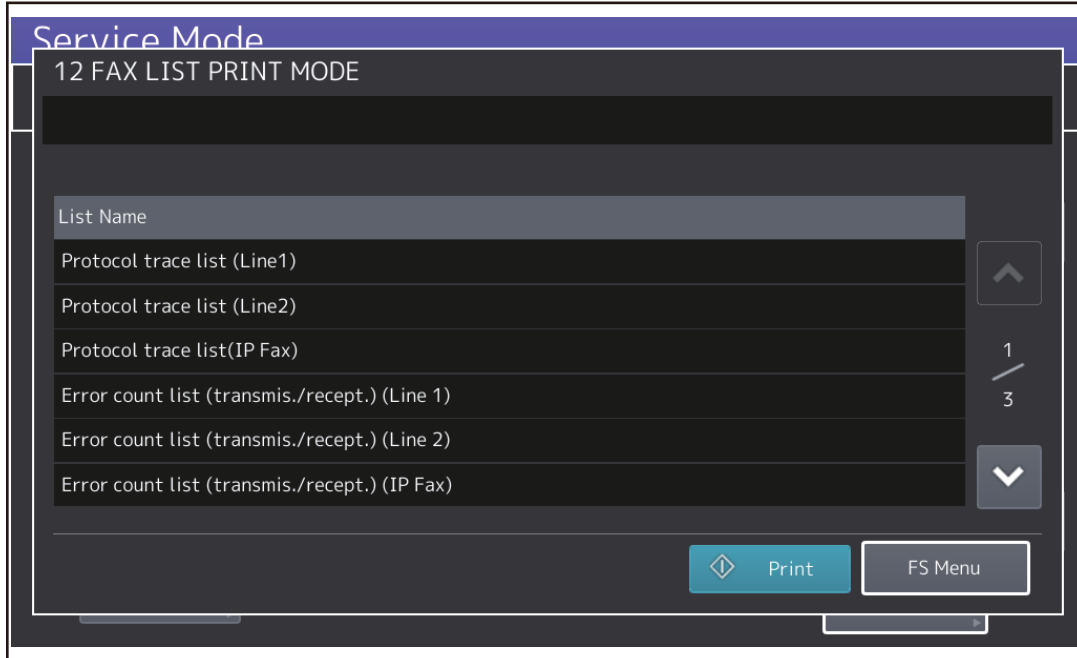 Service Mode
12 FAX LIST PRINT MODE
List Name
Protocol trace list (Line1)
Protocol trace list (Line2)
Protocol trace list(IP Fax)
1
3
Error count list (transmis./recept.) (Line 1)
Error count list (transmis./recept.) (Line 2)
Error count list (transmis./recept.) (IP Fax)
Print
FS Menu